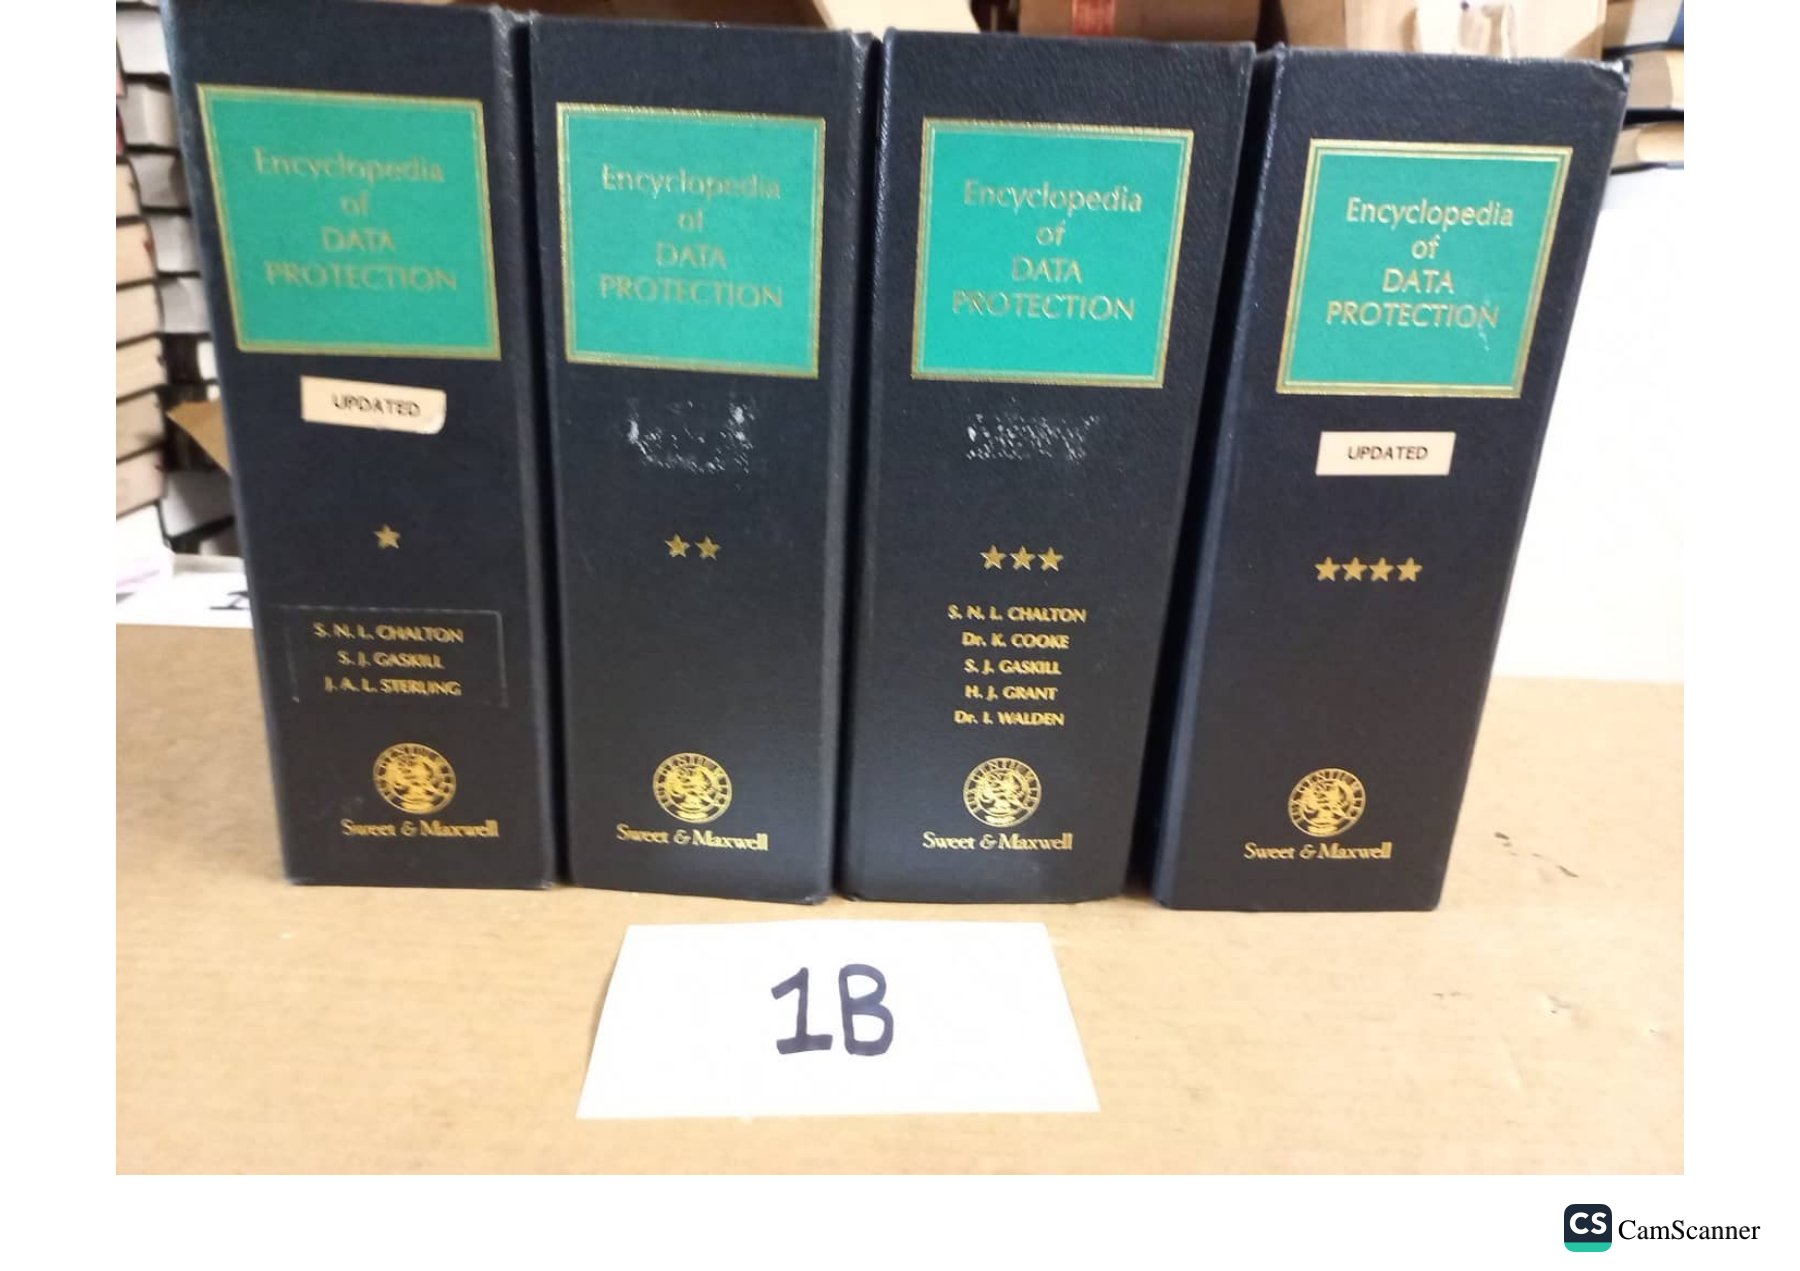 Encyclopedia
of
DATA
PROTECTION
UPDATED
S. N. L. CHALTON
S. J. GASKILL
J. A. L. STERLING
Sweet & Maxwell
Encyclopedia
of
DATA
PROTECTION
Sweet & Maxwell
Encyclopedia
of
DATA
PROTECTION
S. N. L. CHALTON
Dr. K. COOKE
S. J. GASKILL
H. J. GRANT
Dr. I. WALDEN
Sweet & Maxwell
Encyclopedia
of
DATA
PROTECTION
UPDATED
Sweet & Maxwell
1B
CS CamScanner